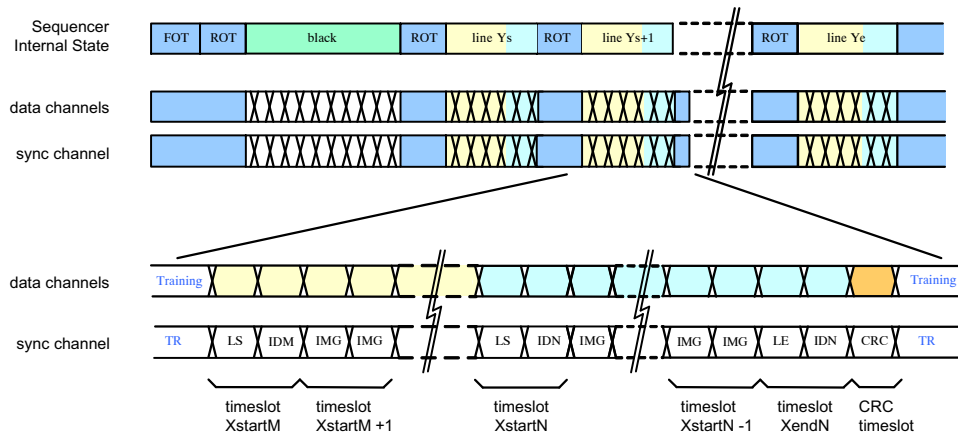 Sequencer
Internal State
FOT ROT black ROT line Ys ROT line Ys+1 ROT line Ye
data channels
sync channel
data channels
Training Training
sync channel
TR LS IDM IMG IMG LS IDN IMG IMG IMG LE IDN CRC TR
timeslot timeslot timeslot timeslot timeslot CRC
XstartM XstartM +1 XstartN XstartN -1 XendN timeslot